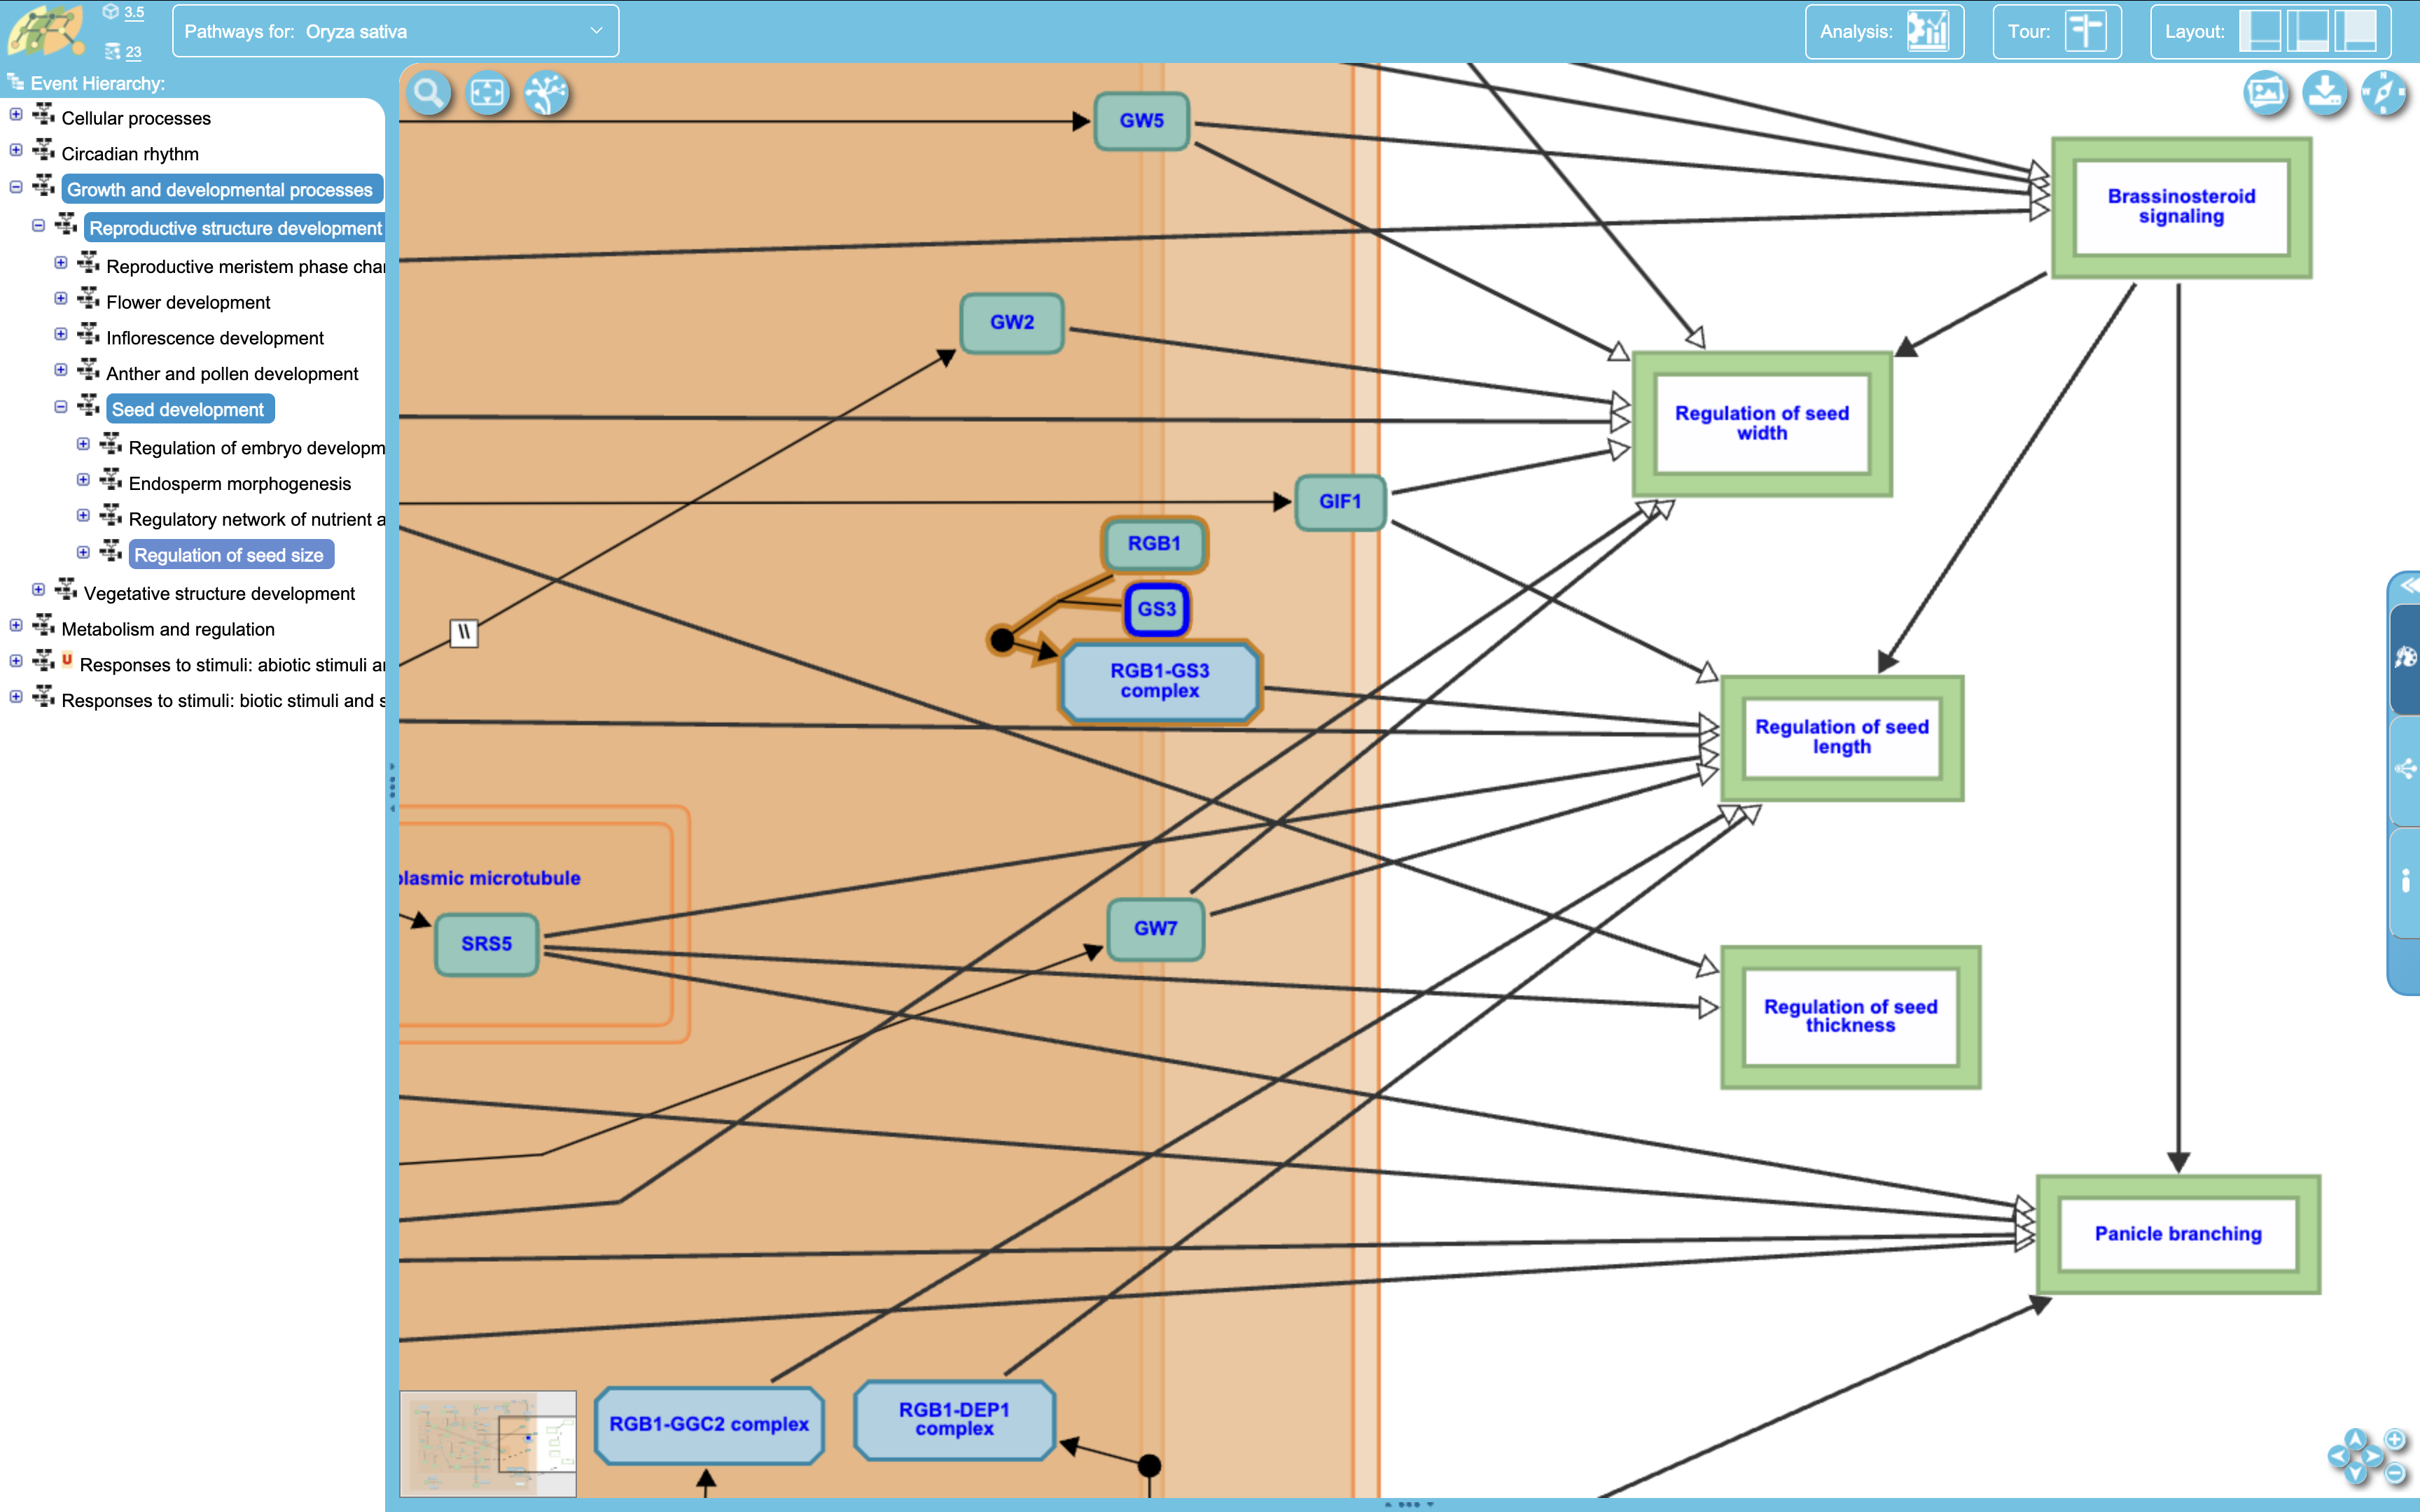 3.5
23
Pathways for: Oryza sativa
Analysis:
Tour:
Layout:
Event Hierarchy:
Cellular processes
Circadian rhythm
Growth and developmental processes
Reproductive structure development
Reproductive meristem phase cha
Flower development
Inflorescence development
Anther and pollen development
Seed development
Regulation of embryo developm
Endosperm morphogenesis
Regulatory network of nutrient a
Regulation of seed size
Vegetative structure development
Metabolism and regulation
U Responses to stimuli: abiotic stimuli a
Responses to stimuli: biotic stimuli and s
GW5
GW2
GIF1
RGB1
GS3
RGB1-GS3
complex
\\
plasmic microtubule
SRS5
GW7
RGB1-GGC2 complex
RGB1-DEP1
complex
Brassinosteroid
signaling
Regulation of seed
width
Regulation of seed
length
Regulation of seed
thickness
Panicle branching